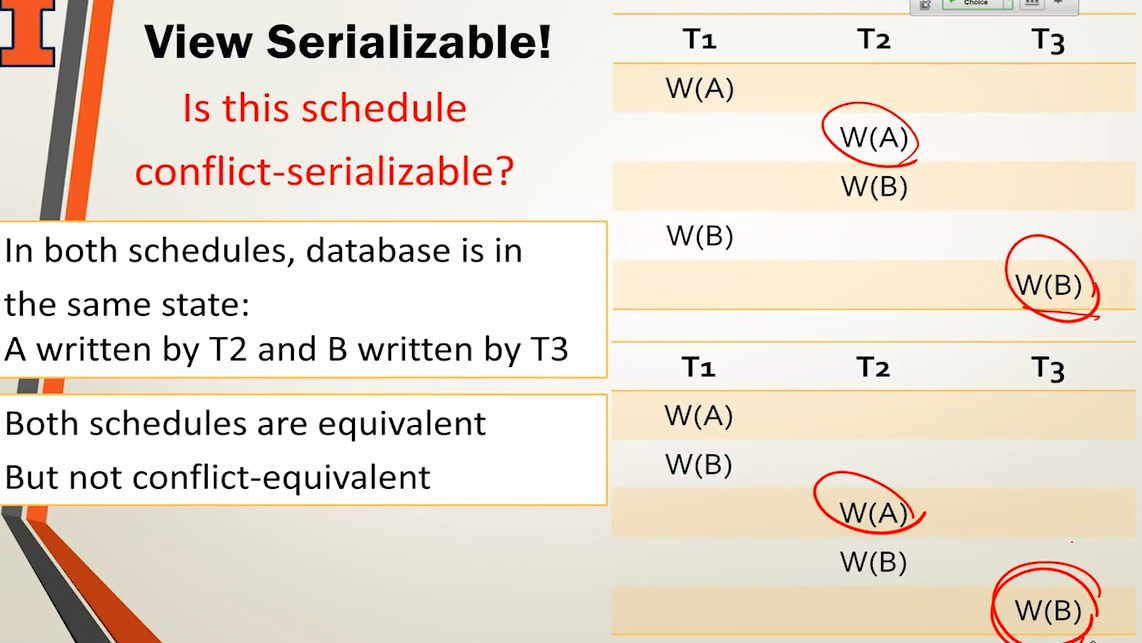 View Serializable!
Is this schedule
conflict-serializable?
In both schedules, database is in
the same state:
A written by T2 and B written by T3
Both schedules are equivalent
But not conflict-equivalent
Choice
T1 T2 T3
W(A)
W(A)
W(B)
W(B)
W(B)
T1 T2 T3
W(A)
W(B)
W(A)
W(B)
W(B)